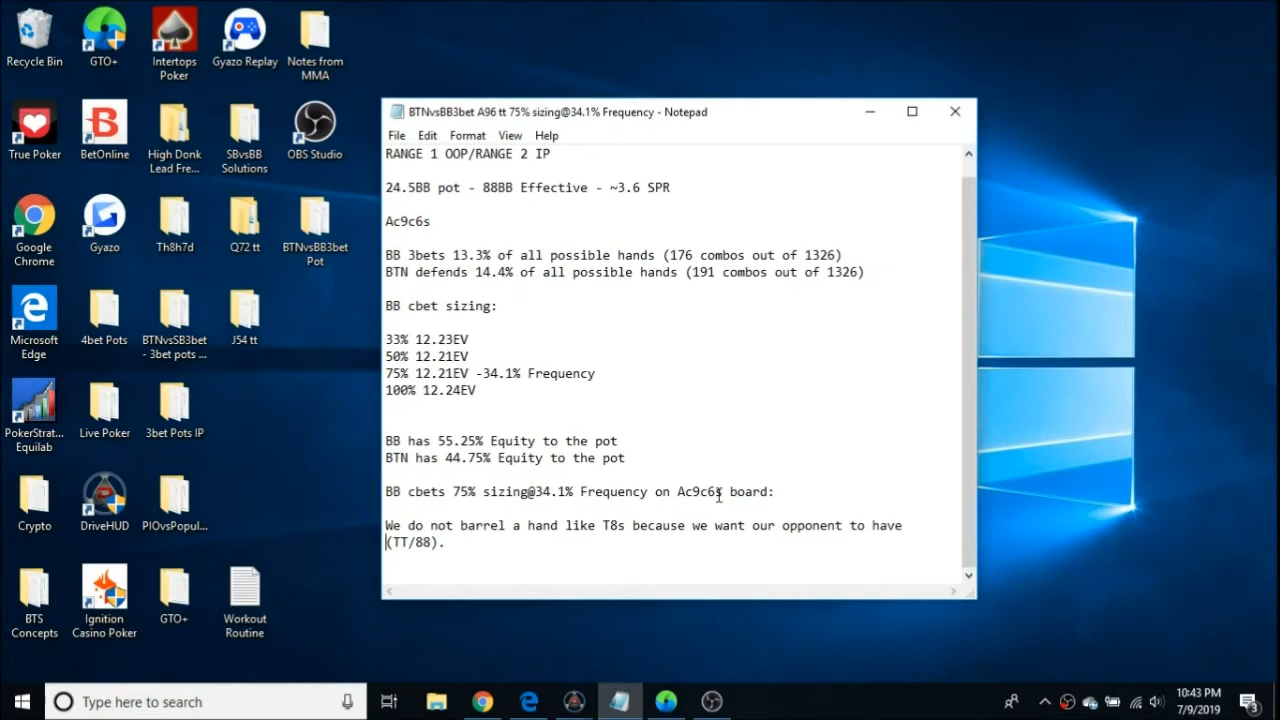 Recycle Bin
GTO+
Intertops Poker
Gyazo Replay
Notes from MMA
True Poker
BetOnline
High Donk Lead Fre...
SBvsBB Solutions
OBS Studio
Google Chrome
Gyazo
Th8h7d
Q72 tt
BTNvsBB3bet Pot
Microsoft Edge
4bet Pots
BTNvsSB3bet - 3bet pots ...
J54 tt
PokerStrat... Equilab
Live Poker
3bet Pots IP
Crypto
DriveHUD
PIOvsPopul...
BTS Concepts
Ignition Casino Poker
GTO+
Workout Routine
BTNvsBB3bet A96 tt 75% sizing@34.1% Frequency - Notepad
File Edit Format View Help
RANGE 1 OOP/RANGE 2 IP
24.5BB pot - 88BB Effective - ~3.6 SPR
Ac9c6s
BB 3bets 13.3% of all possible hands (176 combos out of 1326)
BTN defends 14.4% of all possible hands (191 combos out of 1326)
BB cbet sizing:
33% 12.23EV
50% 12.21EV
75% 12.21EV -34.1% Frequency
100% 12.24EV
BB has 55.25% Equity to the pot
BTN has 44.75% Equity to the pot
BB cbets 75% sizing@34.1% Frequency on Ac9c6s board:
We do not barrel a hand like T8s because we want our opponent to have
(TT/88).
Type here to search
10:43 PM
7/9/2019
3